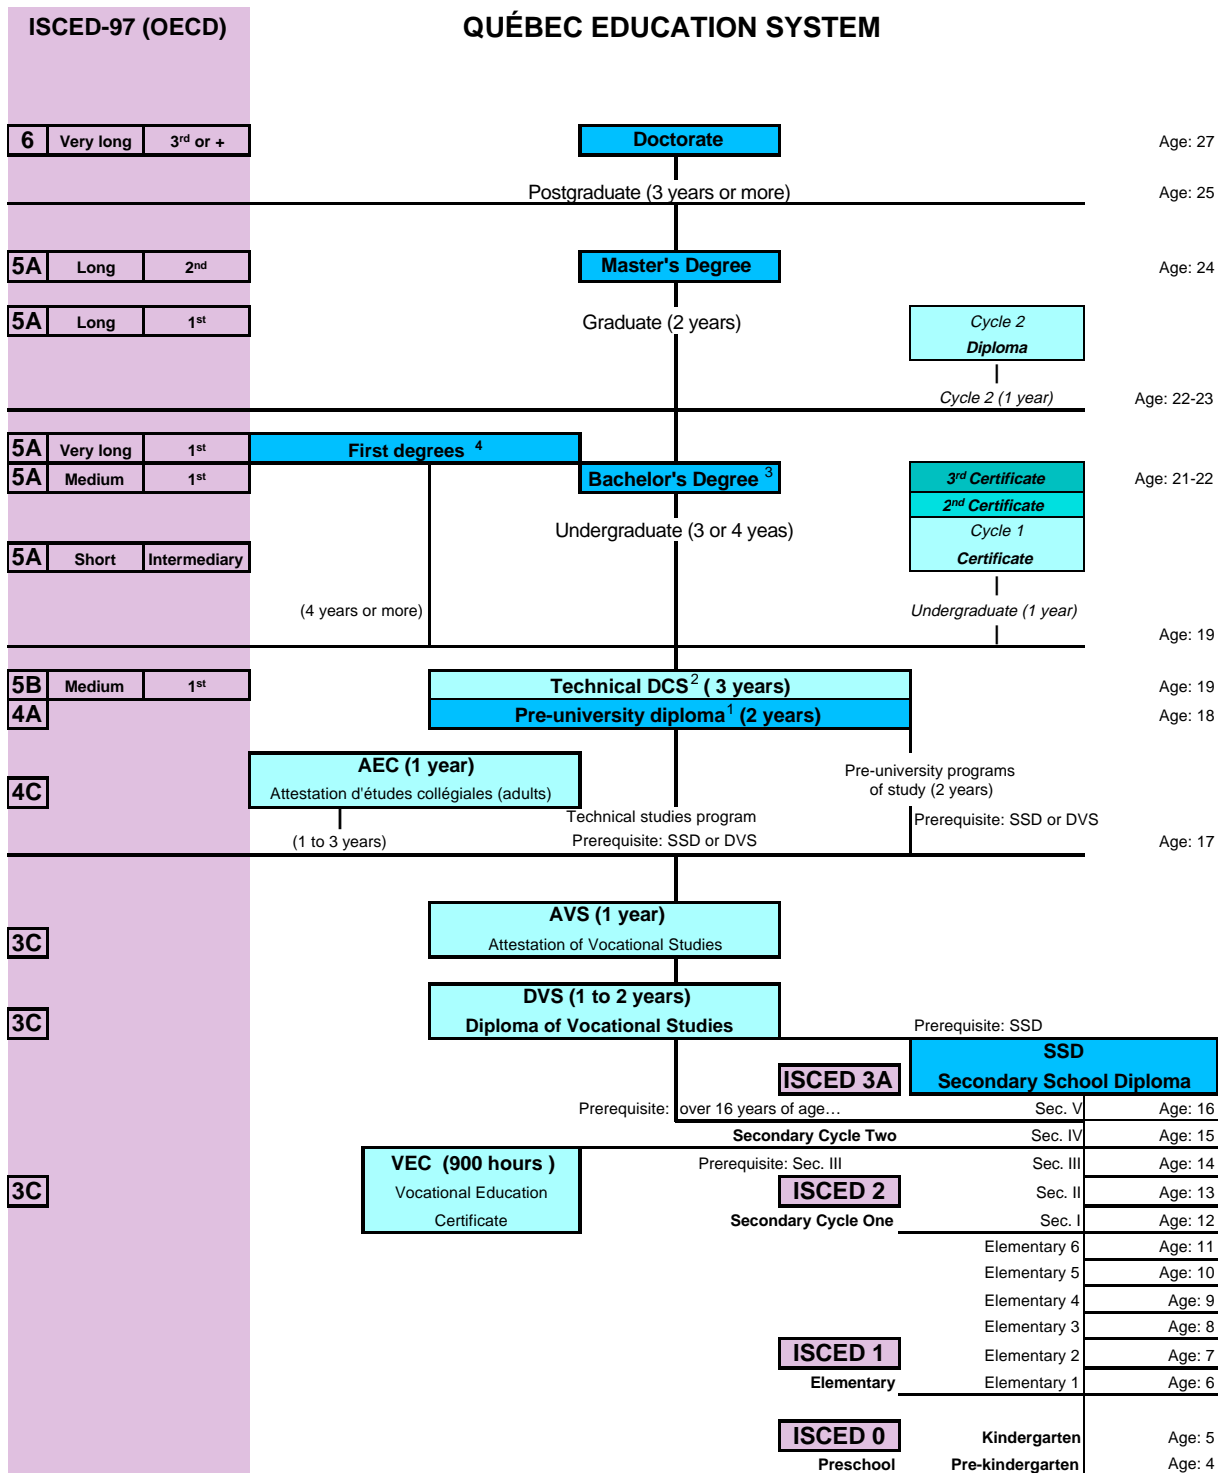 ISCED-97 (OECD) QUÉBEC EDUCATION SYSTEM
6 Very long 3rd or + Doctorate Age: 27
Postgraduate (3 years or more) Age: 25
5A Long 2nd Master's Degree Age: 24
5A Long 1st Graduate (2 years) Cycle 2
Diploma
Cycle 2 (1 year) Age: 22-23
5A Very long 1st First degrees 4
5A Medium 1st Bachelor's Degree 3 3rd Certificate Age: 21-22
2nd Certificate
Undergraduate (3 or 4 yeas) Cycle 1
5A Short Intermediary Certificate
(4 years or more) Undergraduate (1 year)
Age: 19
5B Medium 1st Technical DCS2 ( 3 years) Age: 19
4A Pre-university diploma1 (2 years) Age: 18
AEC (1 year) Pre-university programs
4C Attestation d'études collégiales (adults) of study (2 years)
Technical studies program Prerequisite: SSD or DVS
(1 to 3 years) Prerequisite: SSD or DVS Age: 17
AVS (1 year)
3C Attestation of Vocational Studies
DVS (1 to 2 years)
3C Diploma of Vocational Studies Prerequisite: SSD
SSD
ISCED 3A Secondary School Diploma
Prerequisite: over 16 years of age… Sec. V Age: 16
Secondary Cycle Two Sec. IV Age: 15
VEC (900 hours ) Prerequisite: Sec. III Sec. III Age: 14
3C Vocational Education ISCED 2 Sec. II Age: 13
Certificate Secondary Cycle One Sec. I Age: 12
Elementary 6 Age: 11
Elementary 5 Age: 10
Elementary 4 Age: 9
Elementary 3 Age: 8
ISCED 1 Elementary 2 Age: 7
Elementary Elementary 1 Age: 6
ISCED 0 Kindergarten Age: 5
Preschool Pre-kindergarten Age: 4